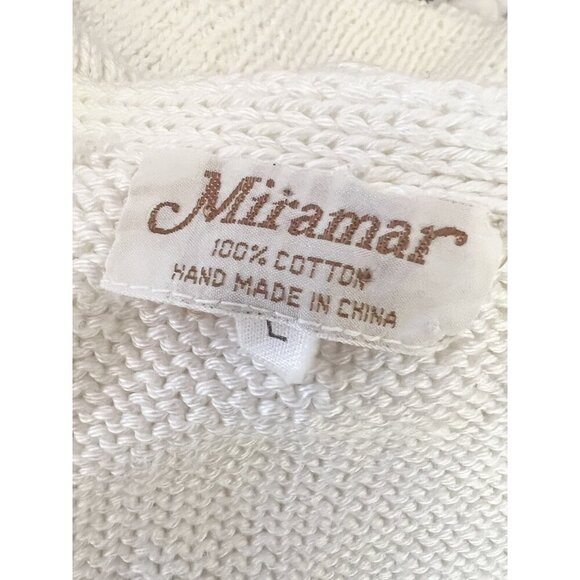 Miramar
100% COTTON
HAND MADE IN CHINA
L